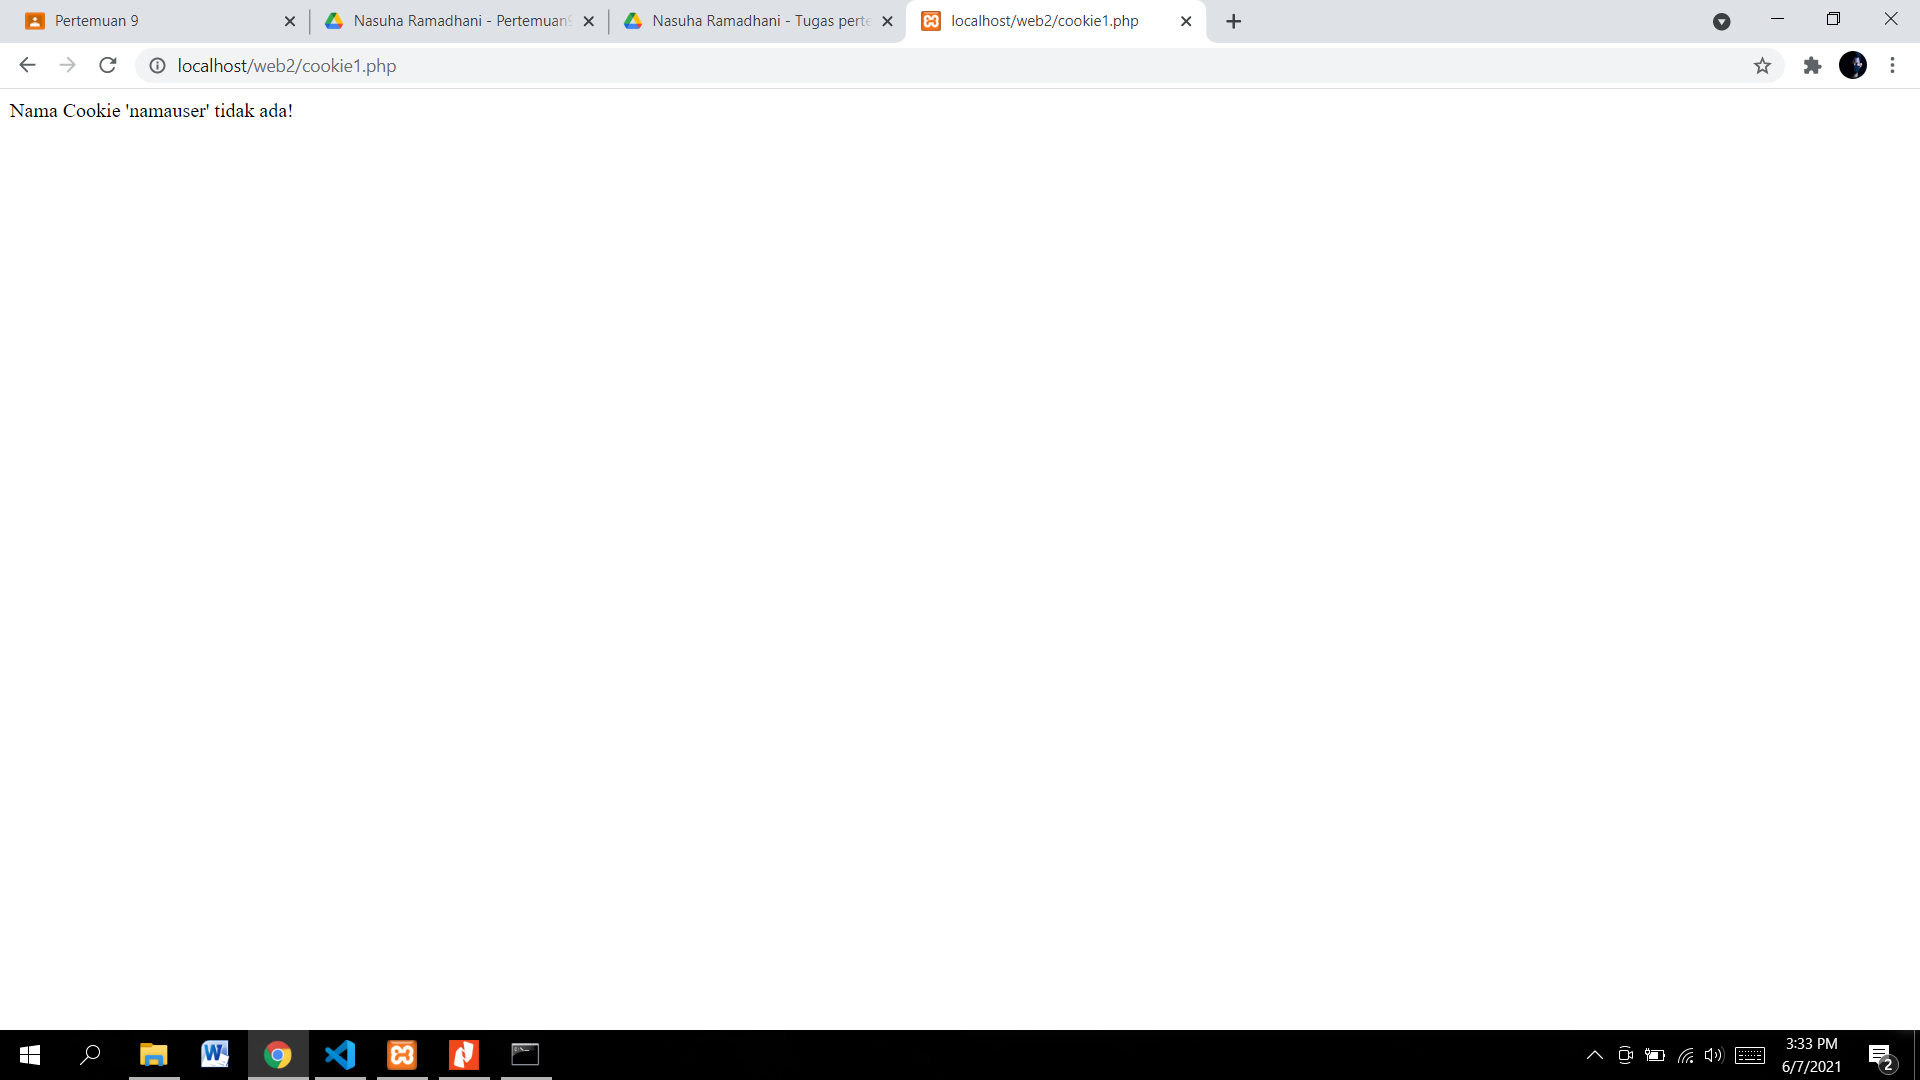 Pertemuan 9
Nasuha Ramadhani - Pertemuan9
Nasuha Ramadhani - Tugas perte
localhost/web2/cookie1.php
localhost/web2/cookie1.php
Nama Cookie 'namauser' tidak ada!
3:33 PM
6/7/2021
2